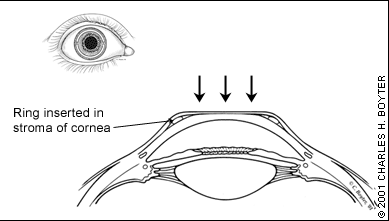 Ring inserted in
stroma of cornea
© 2001 CHARLES H. BOYTER